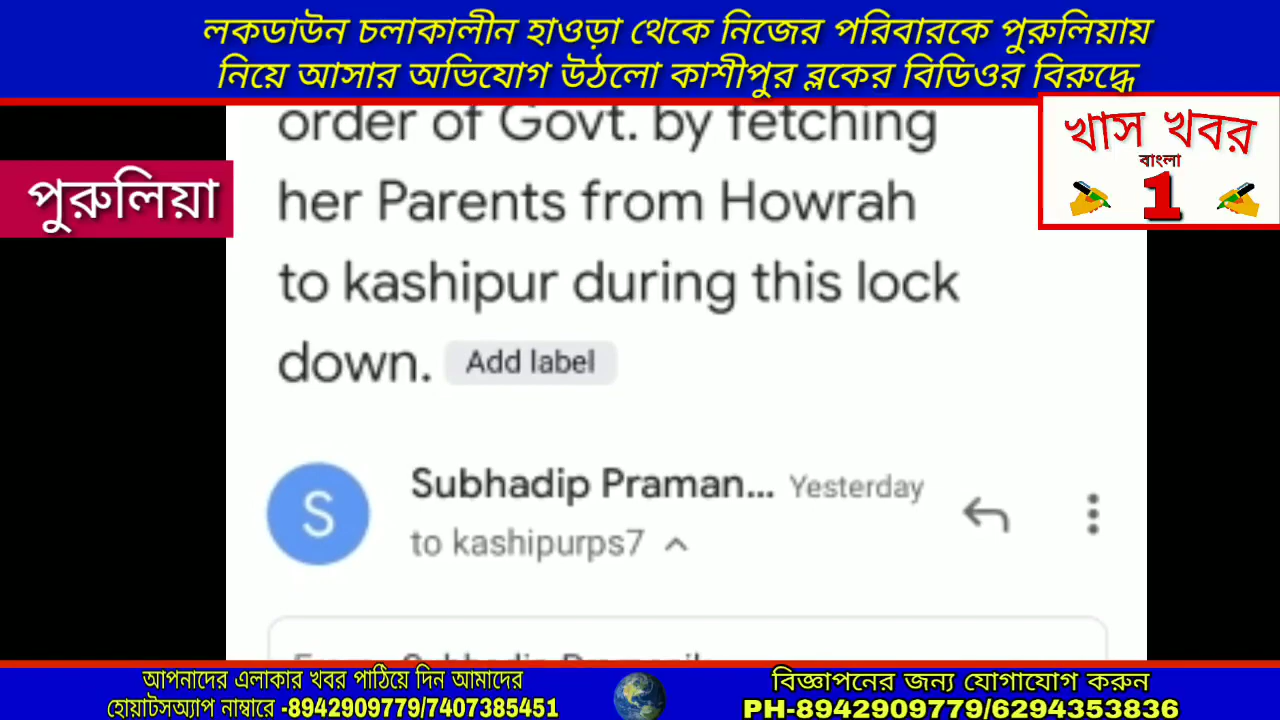 লকডাউন চলাকালীন হাওড়া থেকে নিজের পরিবারকে পুরুলিয়ায়
নিয়ে আসার অভিযোগ উঠলো কাশীপুর ব্লকের বিডিওর বিরুদ্ধে
খাস খবর
বাংলা
1
পুরুলিয়া
order of Govt. by fetching
her Parents from Howrah
to kashipur during this lock
down. Add label
S
Subhadip Praman... Yesterday
to kashipurps7
আপনাদের এলাকার খবর পাঠিয়ে দিন আমাদের
হোয়াটসঅ্যাপ নাম্বারে -8942909779/7407385451
বিজ্ঞাপনের জন্য যোগাযোগ করুন
PH-8942909779/6294353836